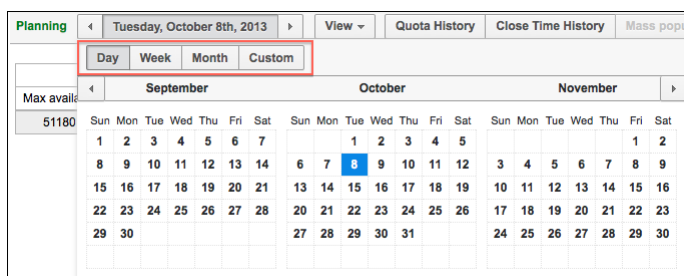 Planning Tuesday, October 8th, 2013 View Quota History Close Time History Mass popu
Day Week Month Custom
September October November
Max availa
Sun Mon Tue Wed Thu Fri Sat Sun Mon Tue Wed Thu Fri Sat Sun Mon Tue Wed Thu Fri Sat
51180
1 2 3 4 5 6 7 1 2 3 4 5 1 2
8 9 10 11 12 13 14 6 7 8 9 10 11 12 3 4 5 6 7 8 9
15 16 17 18 19 20 21 13 14 15 16 17 18 19 10 11 12 13 14 15 16
22 23 24 25 26 27 28 20 21 22 23 24 25 26 17 18 19 20 21 22 23
29 30 27 28 29 30 31 24 25 26 27 28 29 30